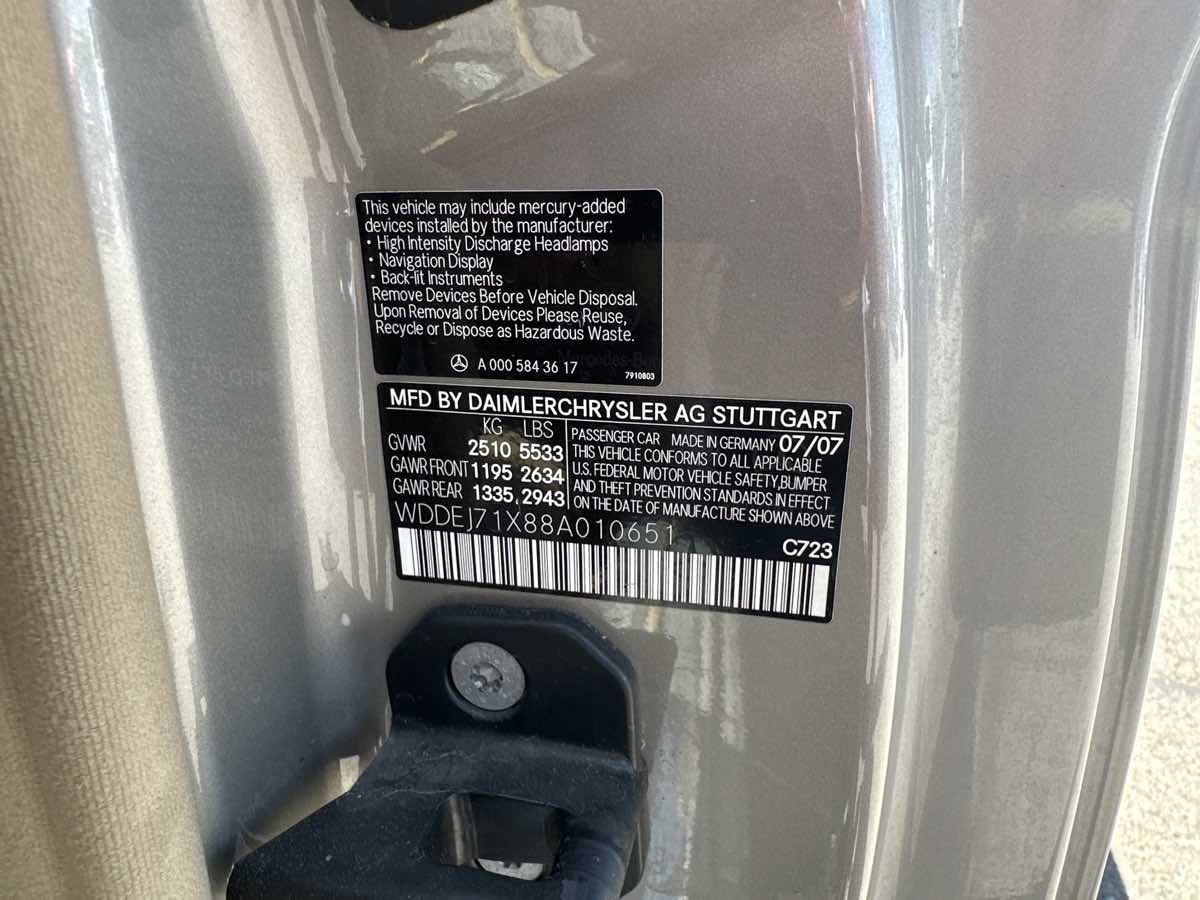 This vehicle may include mercury-added
devices installed by the manufacturer:
• High Intensity Discharge Headlamps
• Navigation Display
• Back-lit Instruments
Remove Devices Before Vehicle Disposal.
Upon Removal of Devices Please Reuse,
Recycle or Dispose as Hazardous Waste.
A 000 584 36 17
7910803
MFD BY DAIMLERCHRYSLER AG STUTTGART
KG LBS
GVWR 2510 5533
GAWR FRONT 1195 2634
GAWR REAR 1335 2943
PASSENGER CAR MADE IN GERMANY 07/07
THIS VEHICLE CONFORMS TO ALL APPLICABLE
U.S. FEDERAL MOTOR VEHICLE SAFETY,BUMPER
AND THEFT PREVENTION STANDARDS IN EFFECT
ON THE DATE OF MANUFACTURE SHOWN ABOVE
WDDEJ71X88A010651
C723